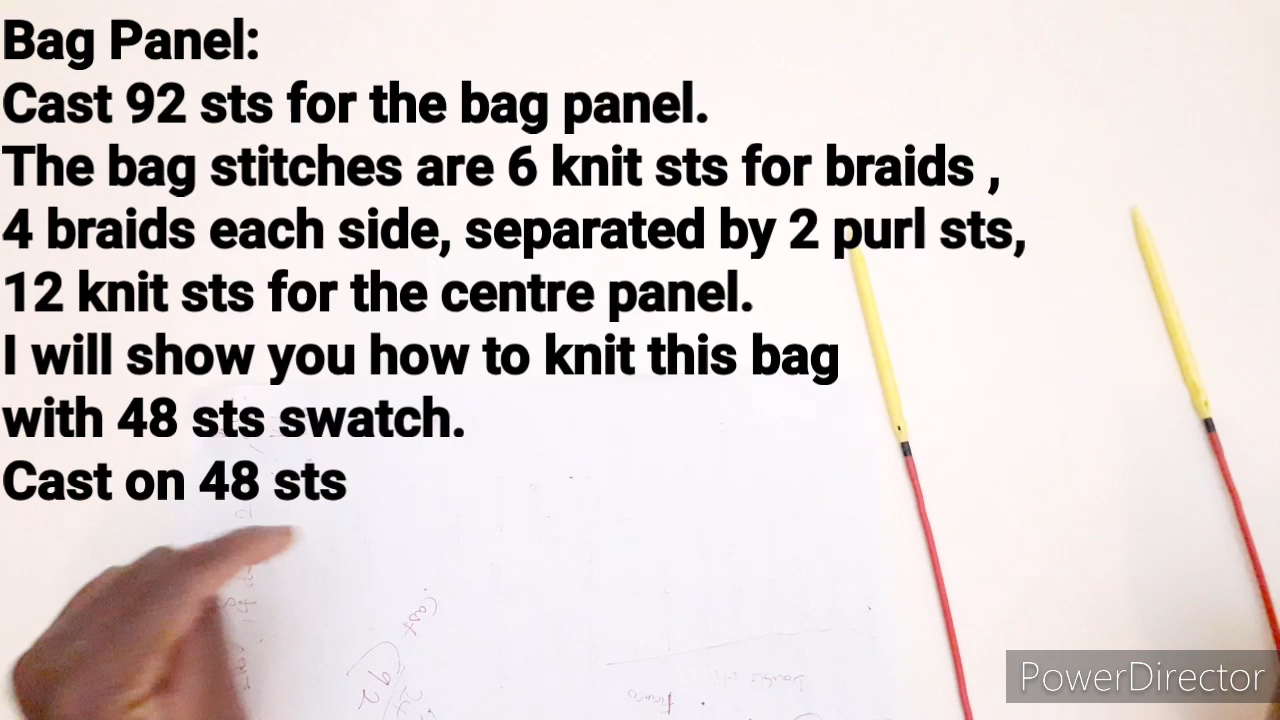 Bag Panel:
Cast 92 sts for the bag panel.
The bag stitches are 6 knit sts for braids ,
4 braids each side, separated by 2 purl sts,
12 knit sts for the centre panel.
I will show you how to knit this bag
with 48 sts swatch.
Cast on 48 sts
Cast
92
PowerDirector